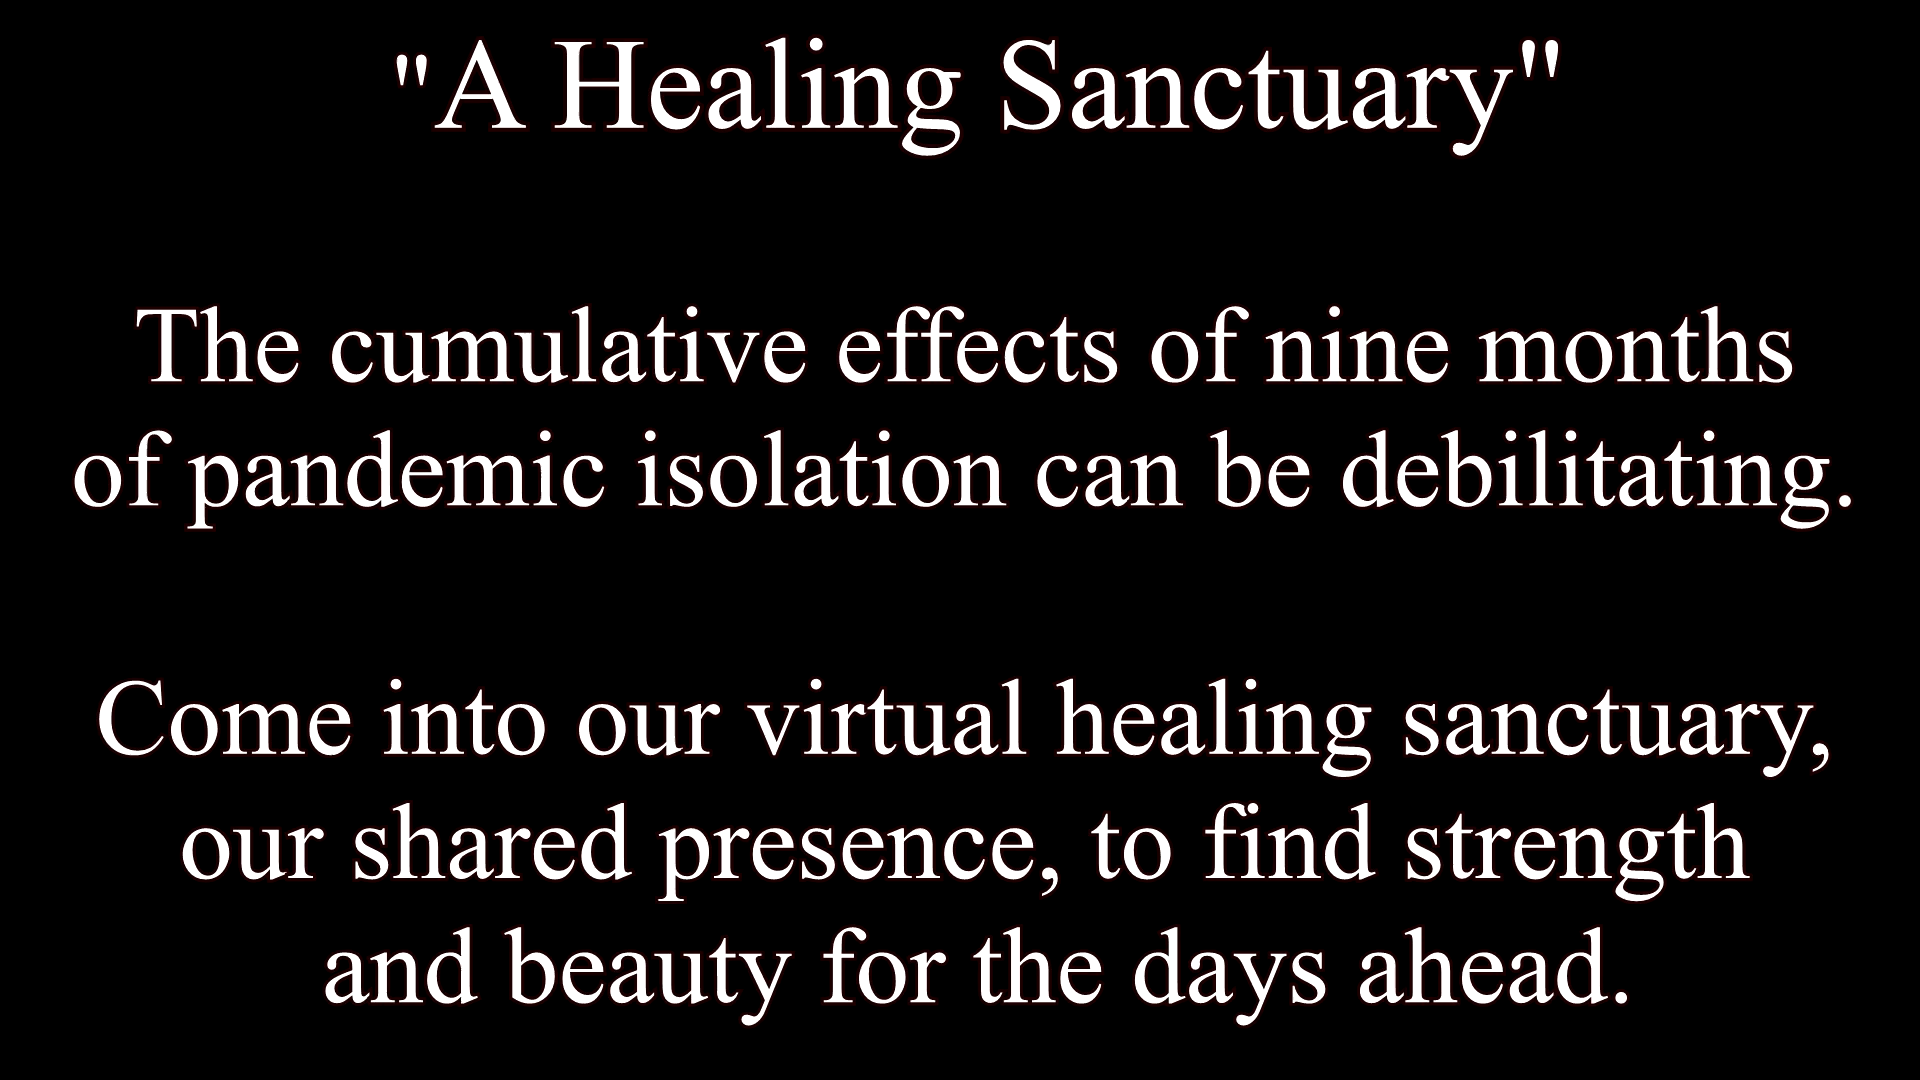 "A Healing Sanctuary"
The cumulative effects of nine months
of pandemic isolation can be debilitating.
Come into our virtual healing sanctuary,
our shared presence, to find strength
and beauty for the days ahead.